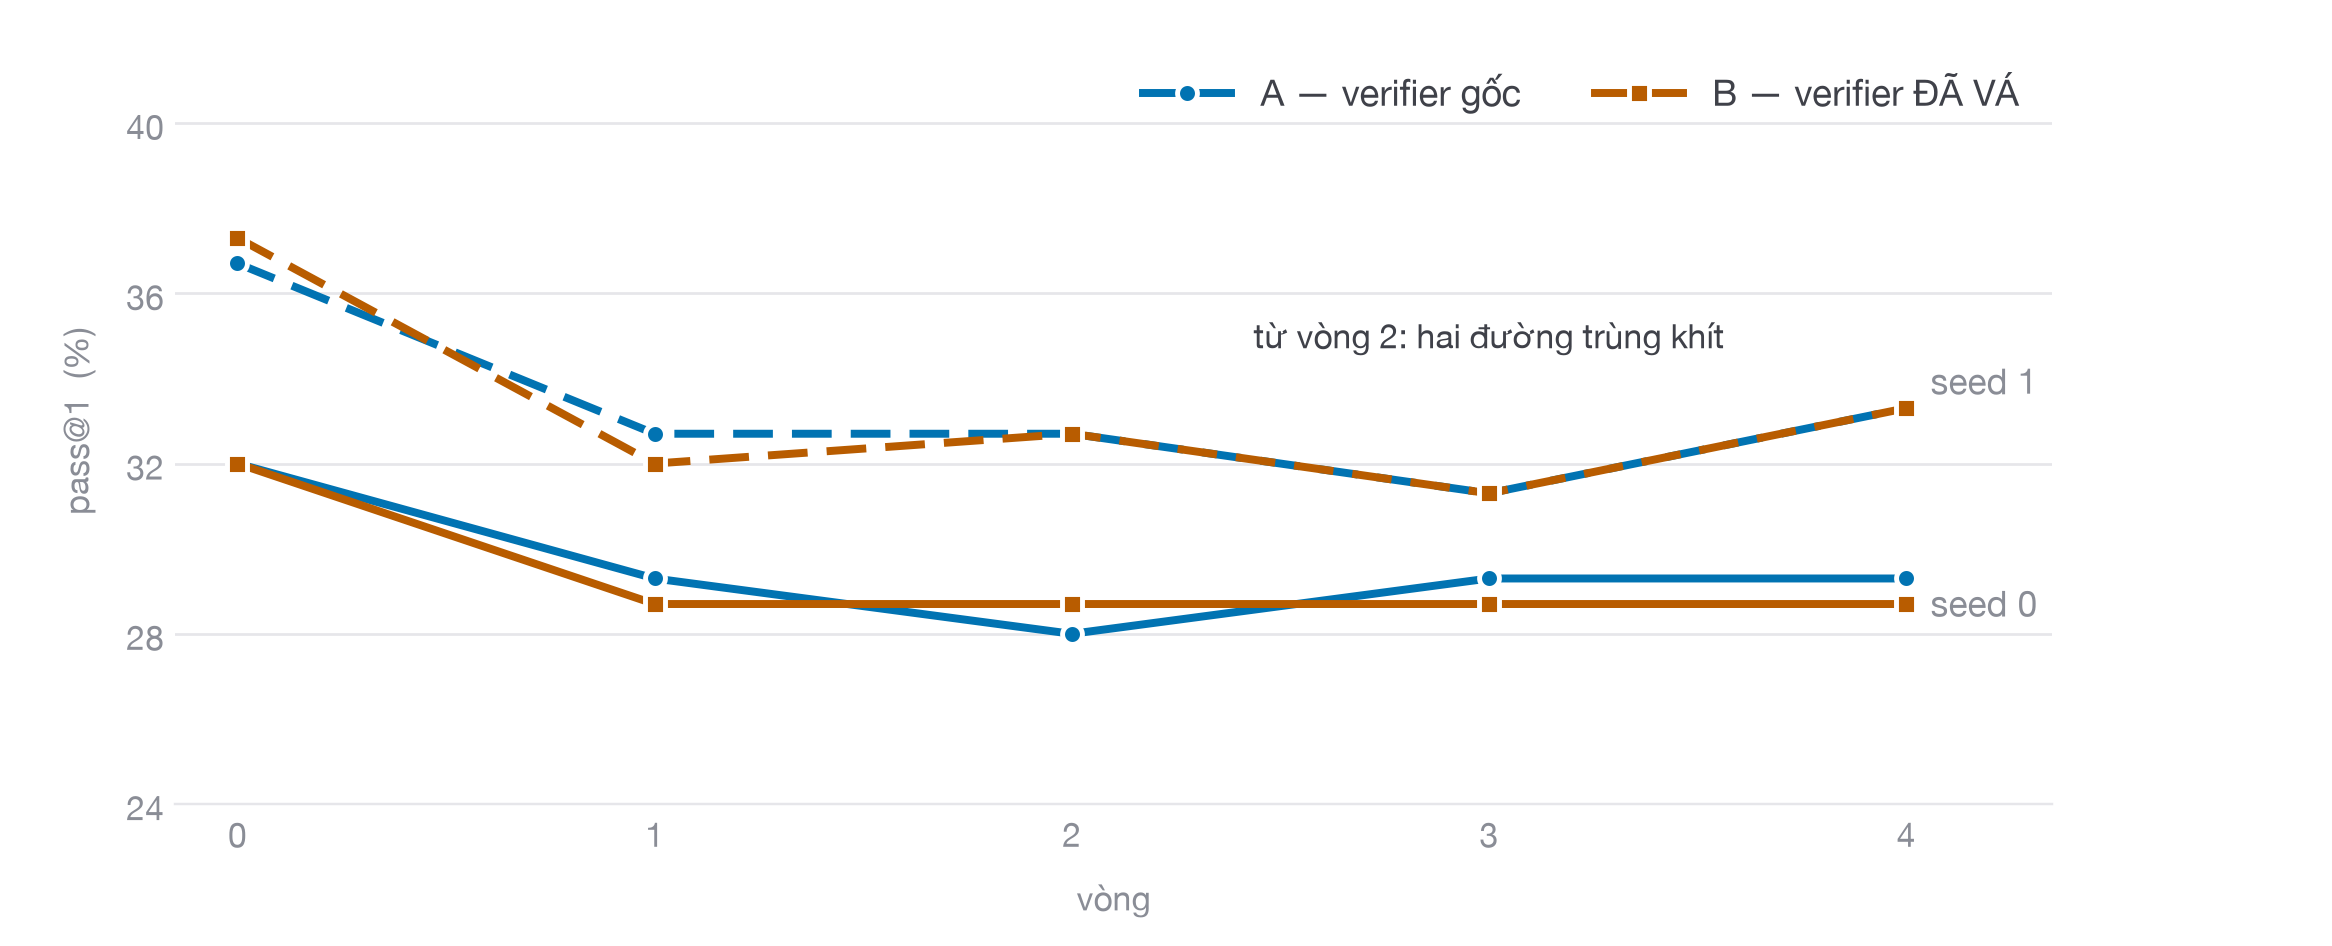 A — verifier gốc B — verifier ĐÃ VÁ
40
36
từ vòng 2: hai đường trùng khít
seed 1
pass@1 (%)
32
seed 0
28
24
0 1 2 3 4
vòng